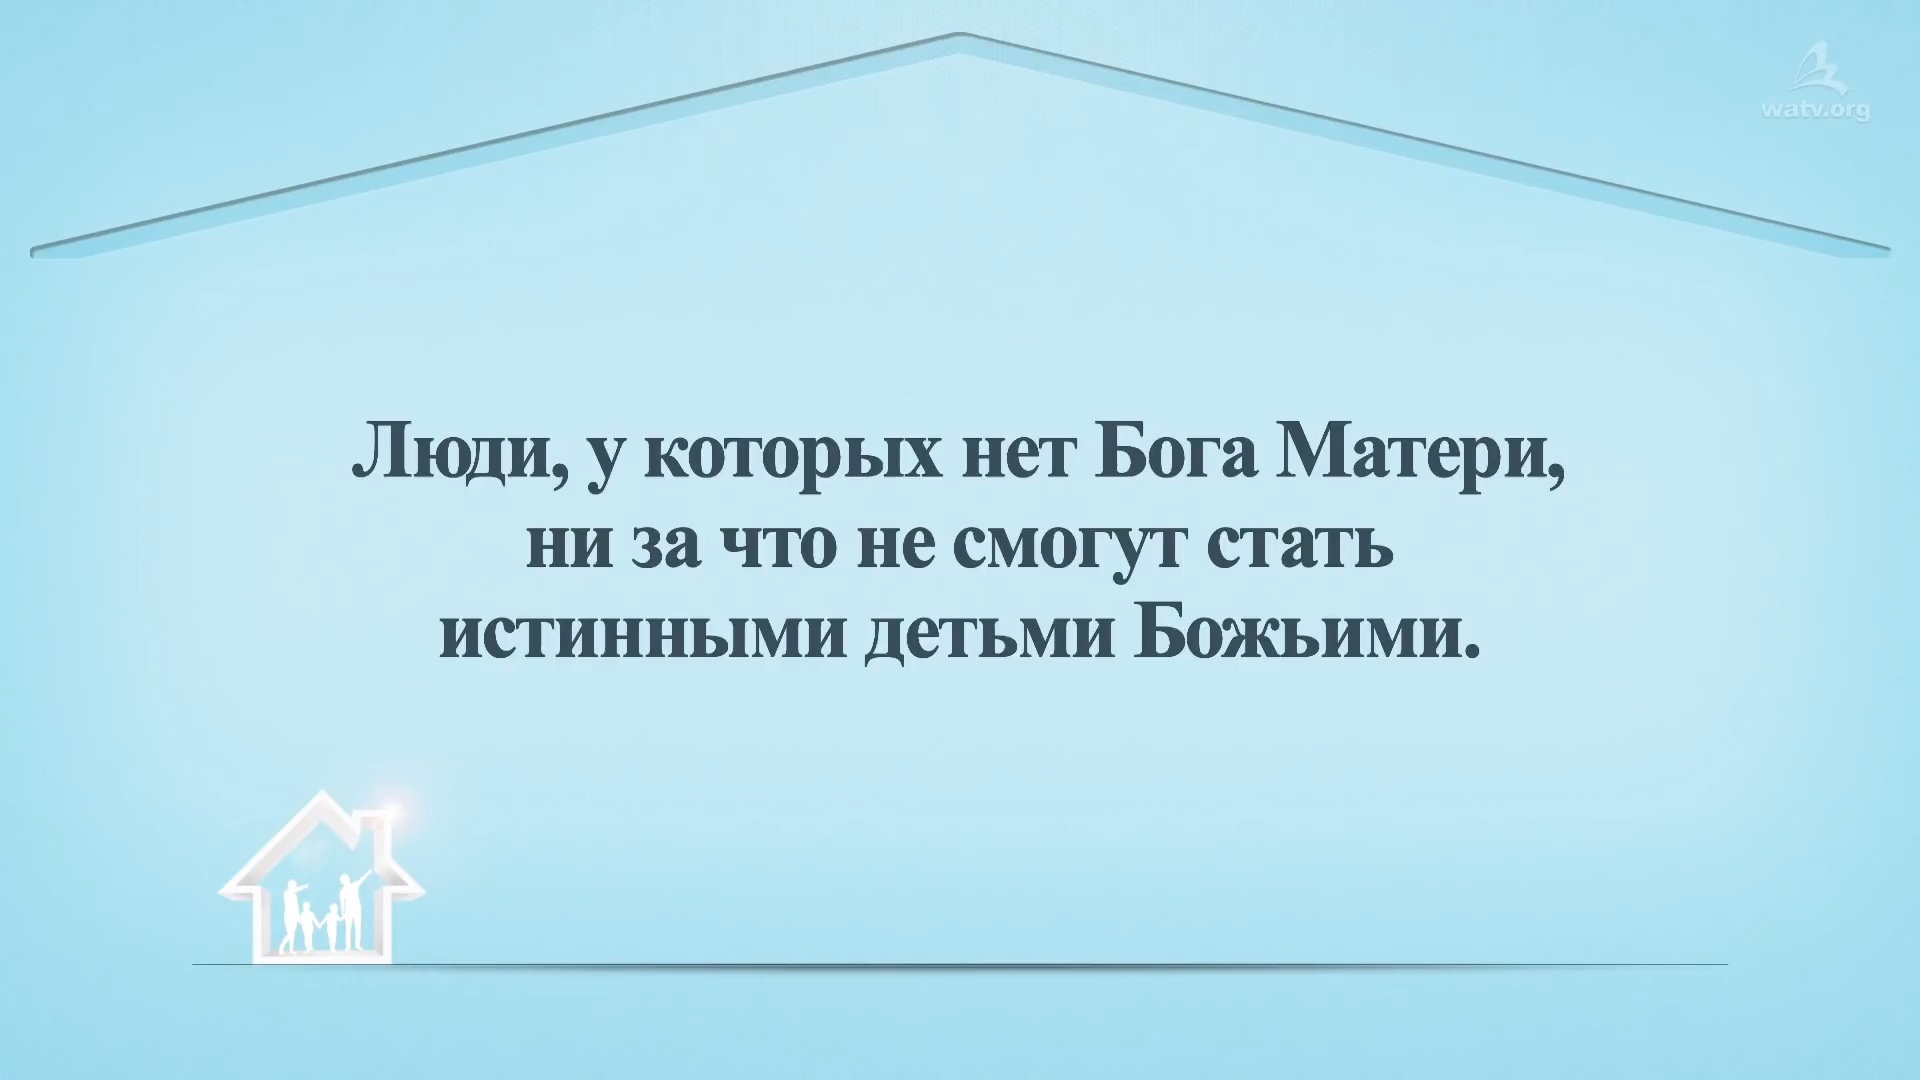 watv.org
Люди, у которых нет Бога Матери,
ни за что не смогут стать
истинными детьми Божьими.